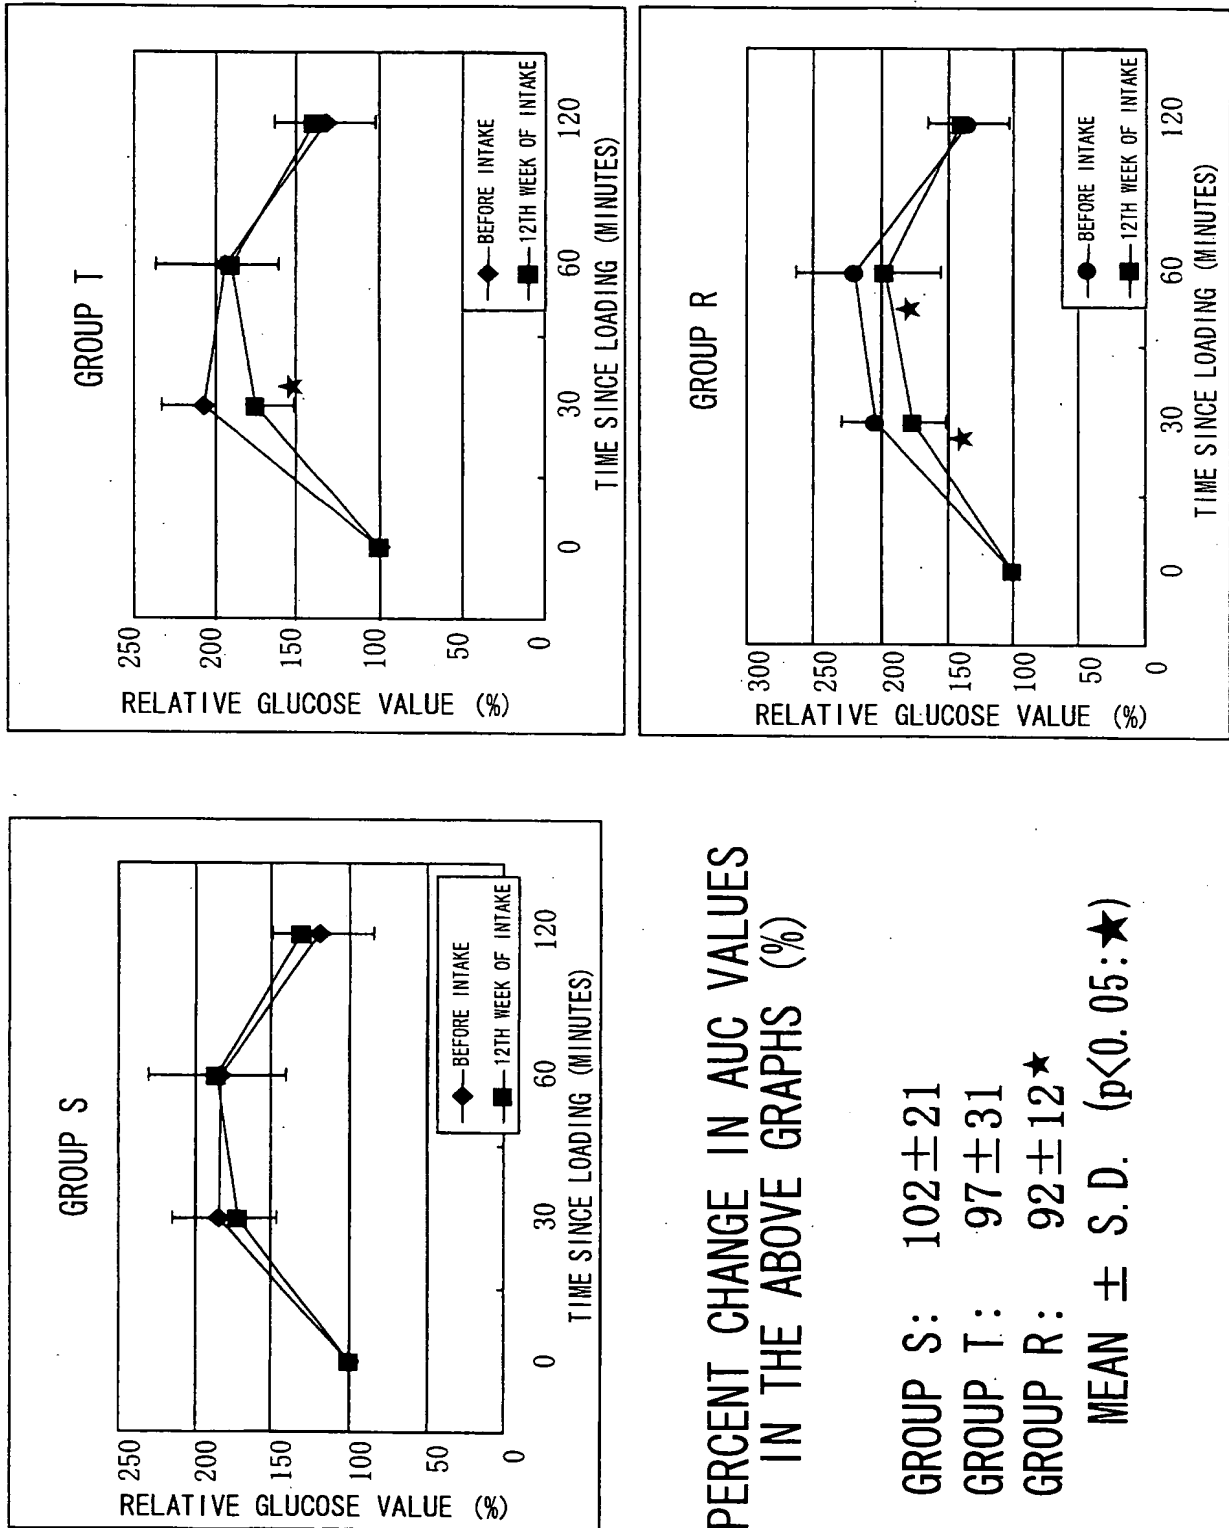 GROUP S
RELATIVE GLUCOSE VALUE (%)
250
200
150
100
50
0
0
30
60
120
TIME SINCE LOADING (MINUTES)
BEFORE INTAKE
12TH WEEK OF INTAKE
GROUP T
RELATIVE GLUCOSE VALUE (%)
250
200
150
100
50
0
0
30
60
120
TIME SINCE LOADING (MINUTES)
BEFORE INTAKE
12TH WEEK OF INTAKE
★
PERCENT CHANGE IN AUC VALUES
IN THE ABOVE GRAPHS (%)
GROUP S: 102±21
GROUP T: 97±31
GROUP R: 92±12★
MEAN ± S.D. (p<0.05:★)
GROUP R
RELATIVE GLUCOSE VALUE (%)
300
250
200
150
100
50
0
0
30
60
120
TIME SINCE LOADING (MINUTES)
BEFORE INTAKE
12TH WEEK OF INTAKE
★
★